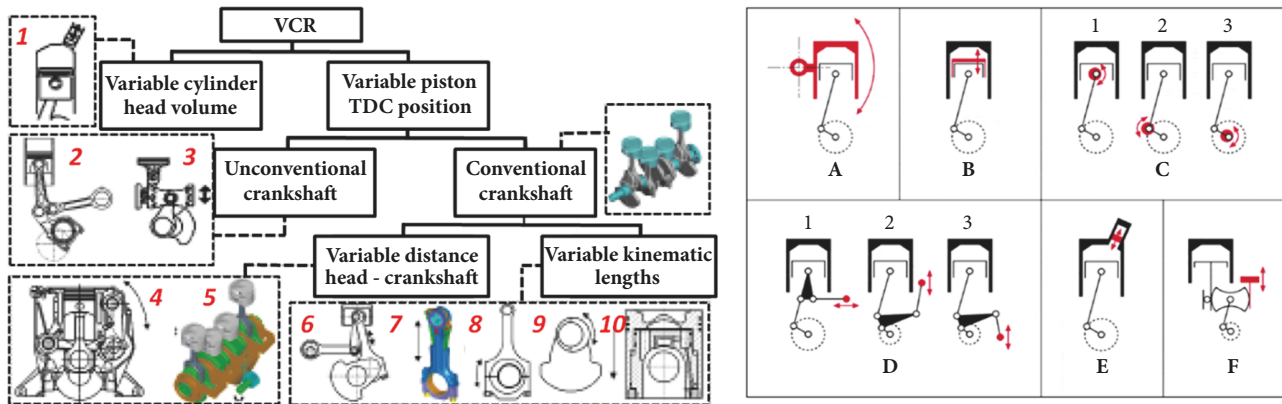 VCR
1
Variable cylinder
head volume
Variable piston
TDC position
2
3
Unconventional
crankshaft
Conventional
crankshaft
Variable distance
head - crankshaft
Variable kinematic
lengths
4
5
6
7
8
9
10
A
B
1
2
3
C
1
2
3
D
E
F